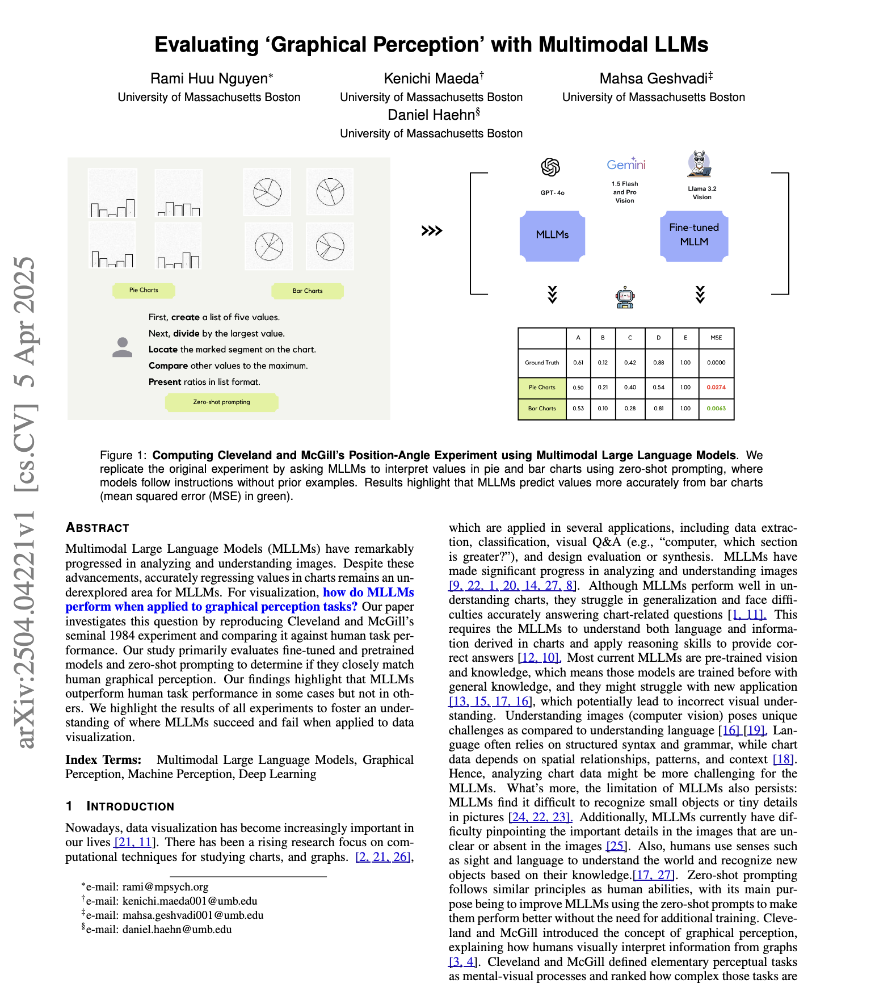 Evaluating ‘Graphical Perception’ with Multimodal LLMs
Rami Huu Nguyen*
University of Massachusetts Boston
Kenichi Maeda†
University of Massachusetts Boston
Mahsa Geshvadi‡
University of Massachusetts Boston
Daniel Haehn§
University of Massachusetts Boston
Pie Charts
Bar Charts
First, create a list of five values.
Next, divide by the largest value.
Locate the marked segment on the chart.
Compare other values to the maximum.
Present ratios in list format.
Zero-shot prompting
GPT- 4o
Gemini
1.5 Flash
and Pro
Vision
Llama 3.2
Vision
MLLMs
Fine-tuned
MLLM
A B C D E MSE
Ground Truth 0.61 0.12 0.42 0.88 1.00 0.0000
Pie Charts 0.50 0.21 0.40 0.54 1.00 0.0274
Bar Charts 0.53 0.10 0.28 0.81 1.00 0.0063
Figure 1: Computing Cleveland and McGill’s Position-Angle Experiment using Multimodal Large Language Models. We
replicate the original experiment by asking MLLMs to interpret values in pie and bar charts using zero-shot prompting, where
models follow instructions without prior examples. Results highlight that MLLMs predict values more accurately from bar charts
(mean squared error (MSE) in green).
arXiv:2504.04221v1 [cs.CV] 5 Apr 2025
ABSTRACT
Multimodal Large Language Models (MLLMs) have remarkably
progressed in analyzing and understanding images. Despite these
advancements, accurately regressing values in charts remains an un-
derexplored area for MLLMs. For visualization, how do MLLMs
perform when applied to graphical perception tasks? Our paper
investigates this question by reproducing Cleveland and McGill’s
seminal 1984 experiment and comparing it against human task per-
formance. Our study primarily evaluates fine-tuned and pretrained
models and zero-shot prompting to determine if they closely match
human graphical perception. Our findings highlight that MLLMs
outperform human task performance in some cases but not in oth-
ers. We highlight the results of all experiments to foster an under-
standing of where MLLMs succeed and fail when applied to data
visualization.
Index Terms: Multimodal Large Language Models, Graphical
Perception, Machine Perception, Deep Learning
1 INTRODUCTION
Nowadays, data visualization has become increasingly important in
our lives [21, 11]. There has been a rising research focus on com-
putational techniques for studying charts, and graphs. [2, 21, 26],
*e-mail: rami@mpsych.org
†e-mail: kenichi.maeda001@umb.edu
‡e-mail: mahsa.geshvadi001@umb.edu
§e-mail: daniel.haehn@umb.edu
which are applied in several applications, including data extrac-
tion, classification, visual Q&A (e.g., “computer, which section
is greater?”), and design evaluation or synthesis. MLLMs have
made significant progress in analyzing and understanding images
[9, 22, 1, 20, 14, 27, 8]. Although MLLMs perform well in un-
derstanding charts, they struggle in generalization and face diffi-
culties accurately answering chart-related questions [1, 11]. This
requires the MLLMs to understand both language and informa-
tion derived in charts and apply reasoning skills to provide cor-
rect answers [12, 10]. Most current MLLMs are pre-trained vision
and knowledge, which means those models are trained before with
general knowledge, and they might struggle with new application
[13, 15, 17, 16], which potentially lead to incorrect visual under-
standing. Understanding images (computer vision) poses unique
challenges as compared to understanding language [16] [19]. Lan-
guage often relies on structured syntax and grammar, while chart
data depends on spatial relationships, patterns, and context [18].
Hence, analyzing chart data might be more challenging for the
MLLMs. What’s more, the limitation of MLLMs also persists:
MLLMs find it difficult to recognize small objects or tiny details
in pictures [24, 22, 23]. Additionally, MLLMs currently have dif-
ficulty pinpointing the important details in the images that are un-
clear or absent in the images [25]. Also, humans use senses such
as sight and language to understand the world and recognize new
objects based on their knowledge.[17, 27]. Zero-shot prompting
follows similar principles as human abilities, with its main pur-
pose being to improve MLLMs using the zero-shot prompts to make
them perform better without the need for additional training. Cleve-
land and McGill introduced the concept of graphical perception,
explaining how humans visually interpret information from graphs
[3, 4]. Cleveland and McGill defined elementary perceptual tasks
as mental-visual processes and ranked how complex those tasks are